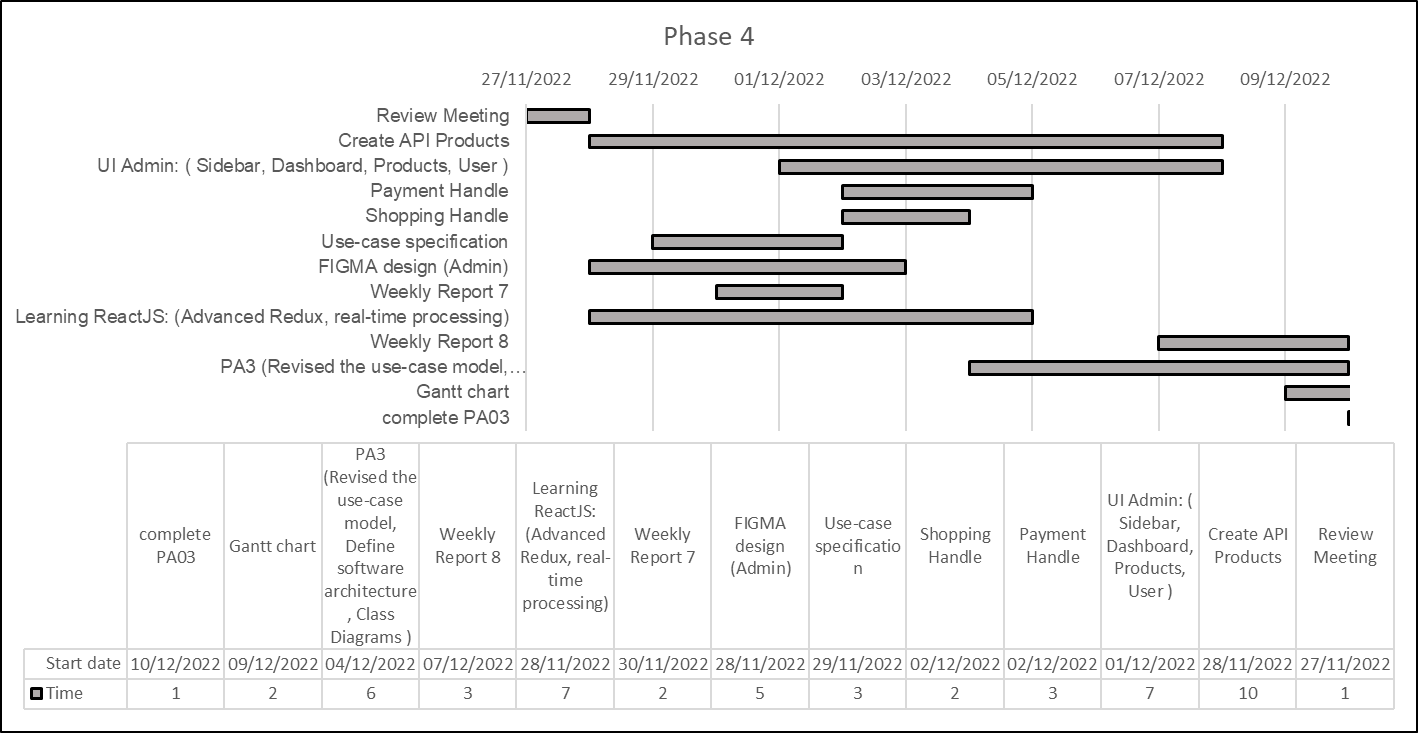 Phase 4
27/11/2022 29/11/2022 01/12/2022 03/12/2022 05/12/2022 07/12/2022 09/12/2022
Review Meeting
Create API Products
UI Admin: ( Sidebar, Dashboard, Products, User )
Payment Handle
Shopping Handle
Use-case specification
FIGMA design (Admin)
Weekly Report 7
Learning ReactJS: (Advanced Redux, real-time processing)
Weekly Report 8
PA3 (Revised the use-case model,…
Gantt chart
complete PA03
complete
PA03
Gantt chart
PA3
(Revised the
use-case
model,
Define
software
architecture
, Class
Diagrams )
Weekly
Report 8
Learning
ReactJS:
(Advanced
Redux, real-
time
processing)
Weekly
Report 7
FIGMA
design
(Admin)
Use-case
specificatio
n
Shopping
Handle
Payment
Handle
UI Admin: (
Sidebar,
Dashboard,
Products,
User )
Create API
Products
Review
Meeting
Start date 10/12/2022 09/12/2022 04/12/2022 07/12/2022 28/11/2022 30/11/2022 28/11/2022 29/11/2022 02/12/2022 02/12/2022 01/12/2022 28/11/2022 27/11/2022
Time 1 2 6 3 7 2 5 3 2 3 7 10 1